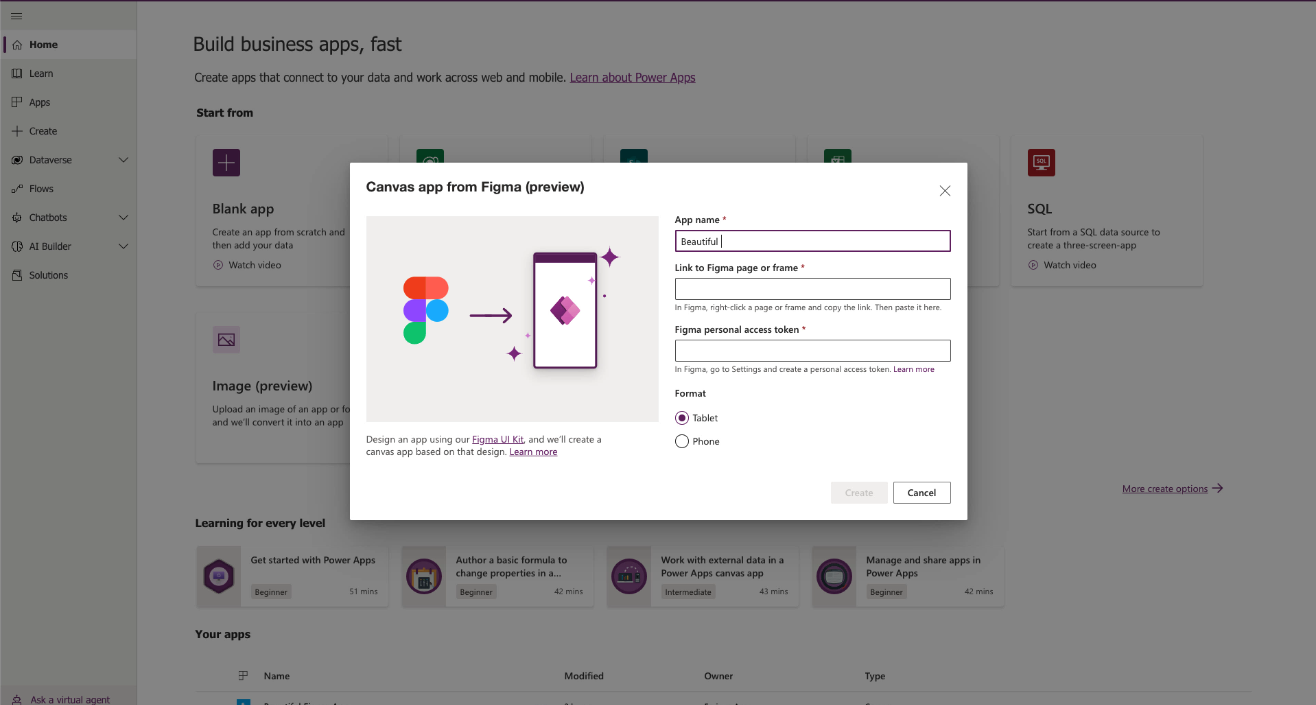 Home
Learn
Apps
Create
Dataverse
Flows
Chatbots
AI Builder
Solutions
Ask a virtual agent
Build business apps, fast
Create apps that connect to your data and work across web and mobile. Learn about Power Apps
Start from
Blank app
Create an app from scratch and
then add your data
Watch video
SQL
SQL
Start from a SQL data source to
create a three-screen-app
Watch video
Image (preview)
Upload an image of an app or fo
and we'll convert it into an app
More create options
Canvas app from Figma (preview)
Design an app using our Figma UI Kit, and we'll create a
canvas app based on that design. Learn more
App name *
Beautiful
Link to Figma page or frame *
In Figma, right-click a page or frame and copy the link. Then paste it here.
Figma personal access token *
In Figma, go to Settings and create a personal access token. Learn more
Format
Tablet
Phone
Create
Cancel
Learning for every level
Get started with Power Apps
Beginner
51 mins
Author a basic formula to
change properties in a...
Beginner
42 mins
Work with external data in a
Power Apps canvas app
Intermediate
43 mins
Manage and share apps in
Power Apps
Beginner
42 mins
Your apps
Name
Modified
Owner
Type